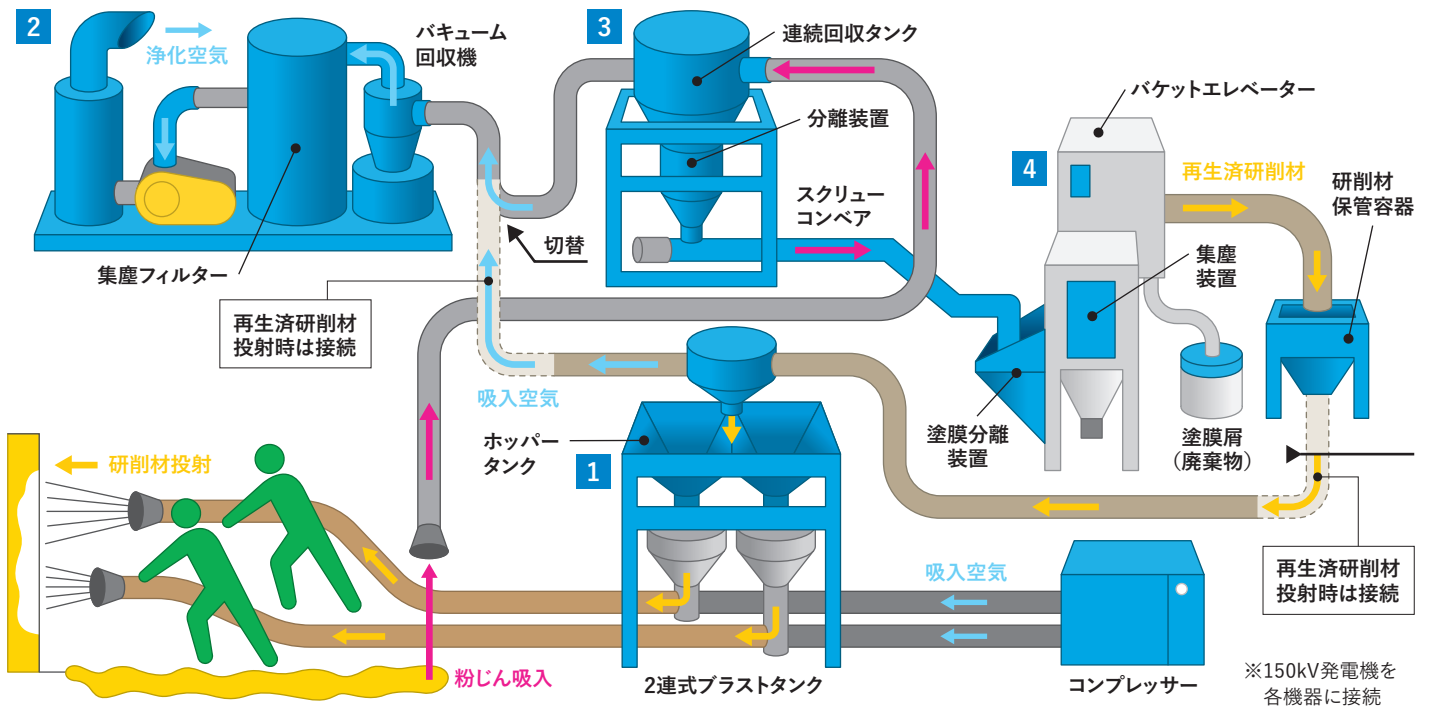 2
浄化空気
バキューム
回収機
集塵フィルター
再生済研削材
投射時は接続
切替
3
連続回収タンク
分離装置
スクリュー
コンベア
4
バケットエレベーター
再生済研削材
研削材
保管容器
集塵
装置
塗膜分離
装置
塗膜屑
(廃棄物)
吸入空気
ホッパー
タンク
1
研削材投射
粉じん吸入
2連式ブラストタンク
吸入空気
コンプレッサー
再生済研削材
投射時は接続
※150kV発電機を
各機器に接続